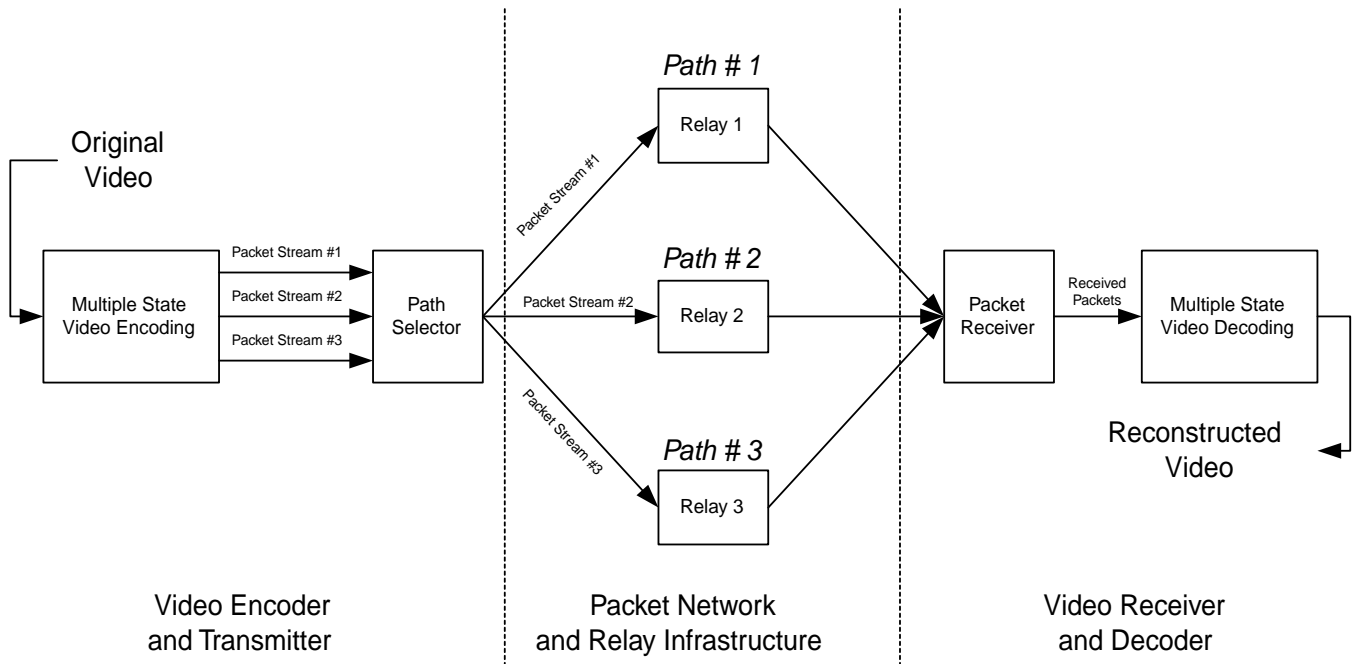 Original
Video
Multiple State
Video Encoding
Packet Stream #1
Packet Stream #2
Packet Stream #3
Path
Selector
Packet Stream #1
Packet Stream #2
Packet Stream #3
Path # 1
Relay 1
Path # 2
Relay 2
Path # 3
Relay 3
Packet
Receiver
Received
Packets
Multiple State
Video Decoding
Reconstructed
Video
Video Encoder
and Transmitter
Packet Network
and Relay Infrastructure
Video Receiver
and Decoder